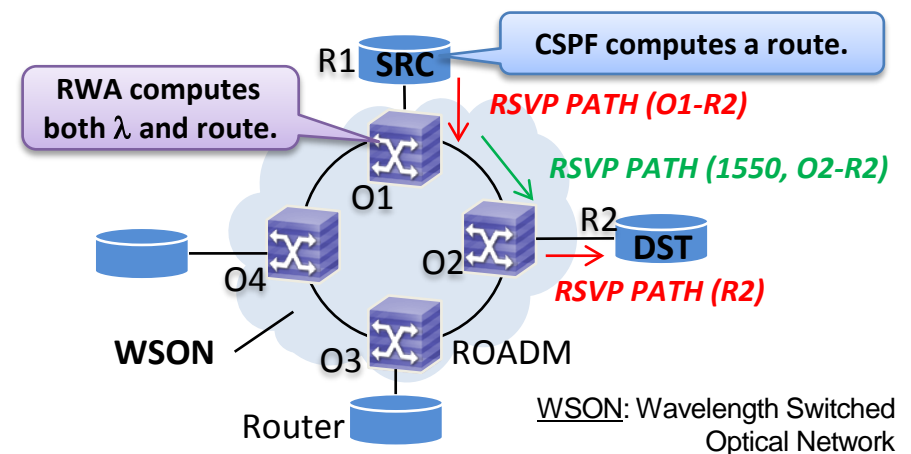 CSPF computes a route.
R1
SRC
RWA computes
both λ and route.
RSVP PATH (O1-R2)
RSVP PATH (1550, O2-R2)
O1
R2
DST
O2
O4
RSVP PATH (R2)
WSON
O3
ROADM
Router
WSON: Wavelength Switched
Optical Network